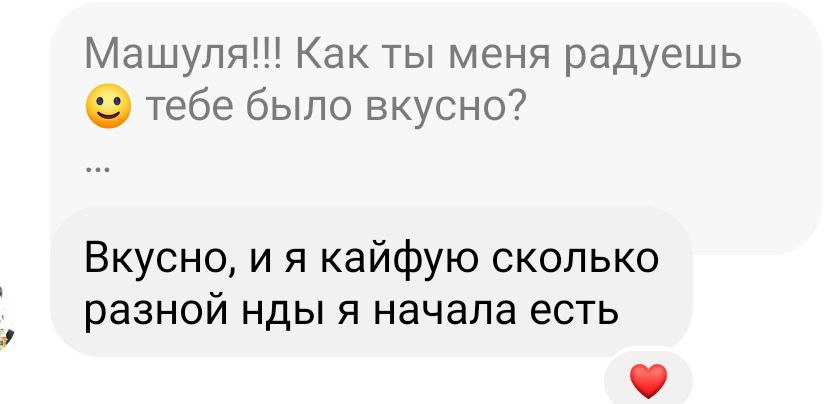 Машуля!!! Как ты меня радуешь
🙂 тебе было вкусно?
...
Вкусно, и я кайфую сколько
разной нды я начала есть